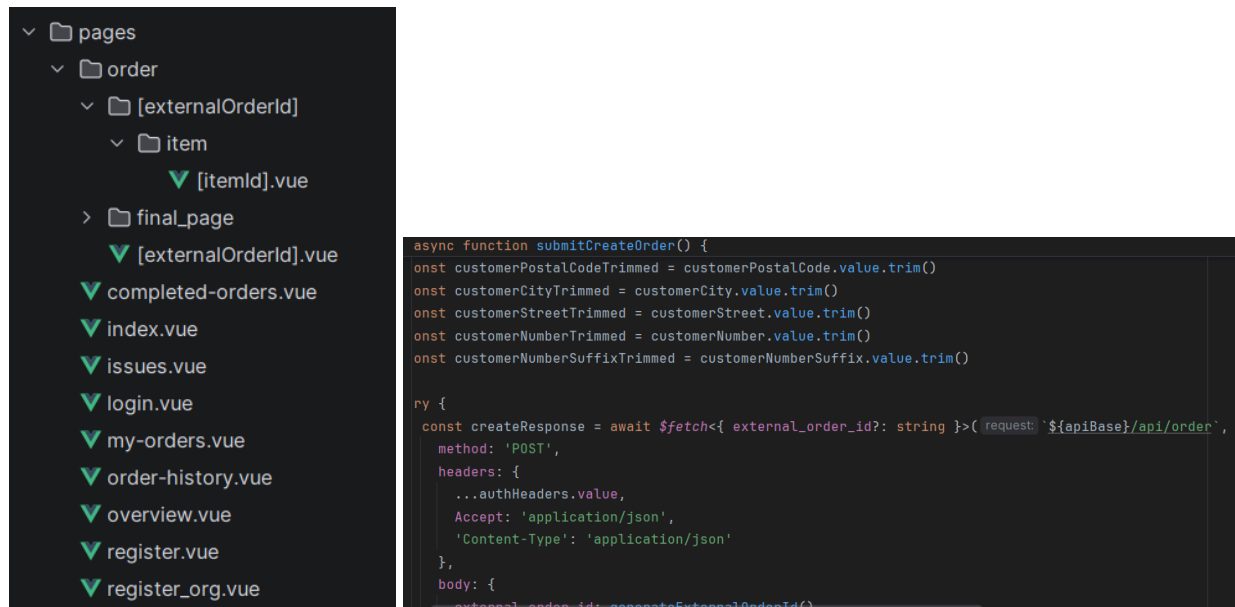 pages
order
[externalOrderId]
item
[itemId].vue
final_page
[externalOrderId].vue
completed-orders.vue
index.vue
issues.vue
login.vue
my-orders.vue
order-history.vue
overview.vue
register.vue
register_org.vue
async function submitCreateOrder() {
onst customerPostalCodeTrimmed = customerPostalCode.value.trim()
onst customerCityTrimmed = customerCity.value.trim()
onst customerStreetTrimmed = customerStreet.value.trim()
onst customerNumberTrimmed = customerNumber.value.trim()
onst customerNumberSuffixTrimmed = customerNumberSuffix.value.trim()
ry {
const createResponse = await $fetch<{ external_order_id?: string }>( request: `${apiBase}/api/order`,
method: 'POST',
headers: {
...authHeaders.value,
Accept: 'application/json',
'Content-Type': 'application/json'
},
body: {
external_order_id: generateExternalOrderId()